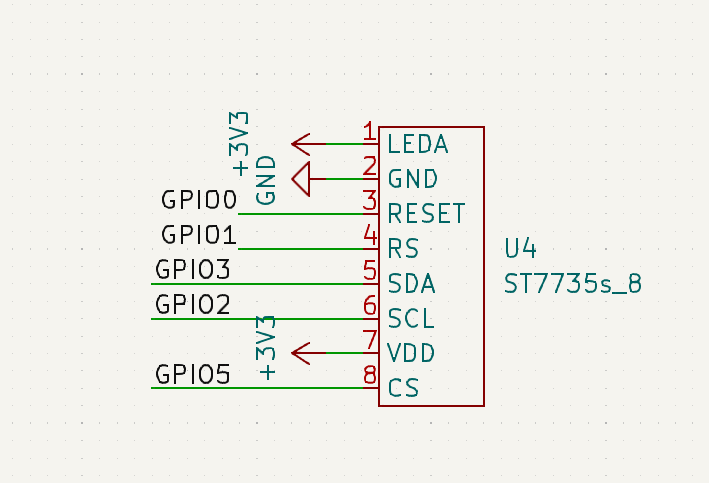 +3V3
1
LEDA
GND
2
GND
GPIO0
3
RESET
GPIO1
4
RS
U4
GPIO3
5
SDA
ST7735s_8
GPIO2
6
SCL
+3V3
7
VDD
GPIO5
8
CS